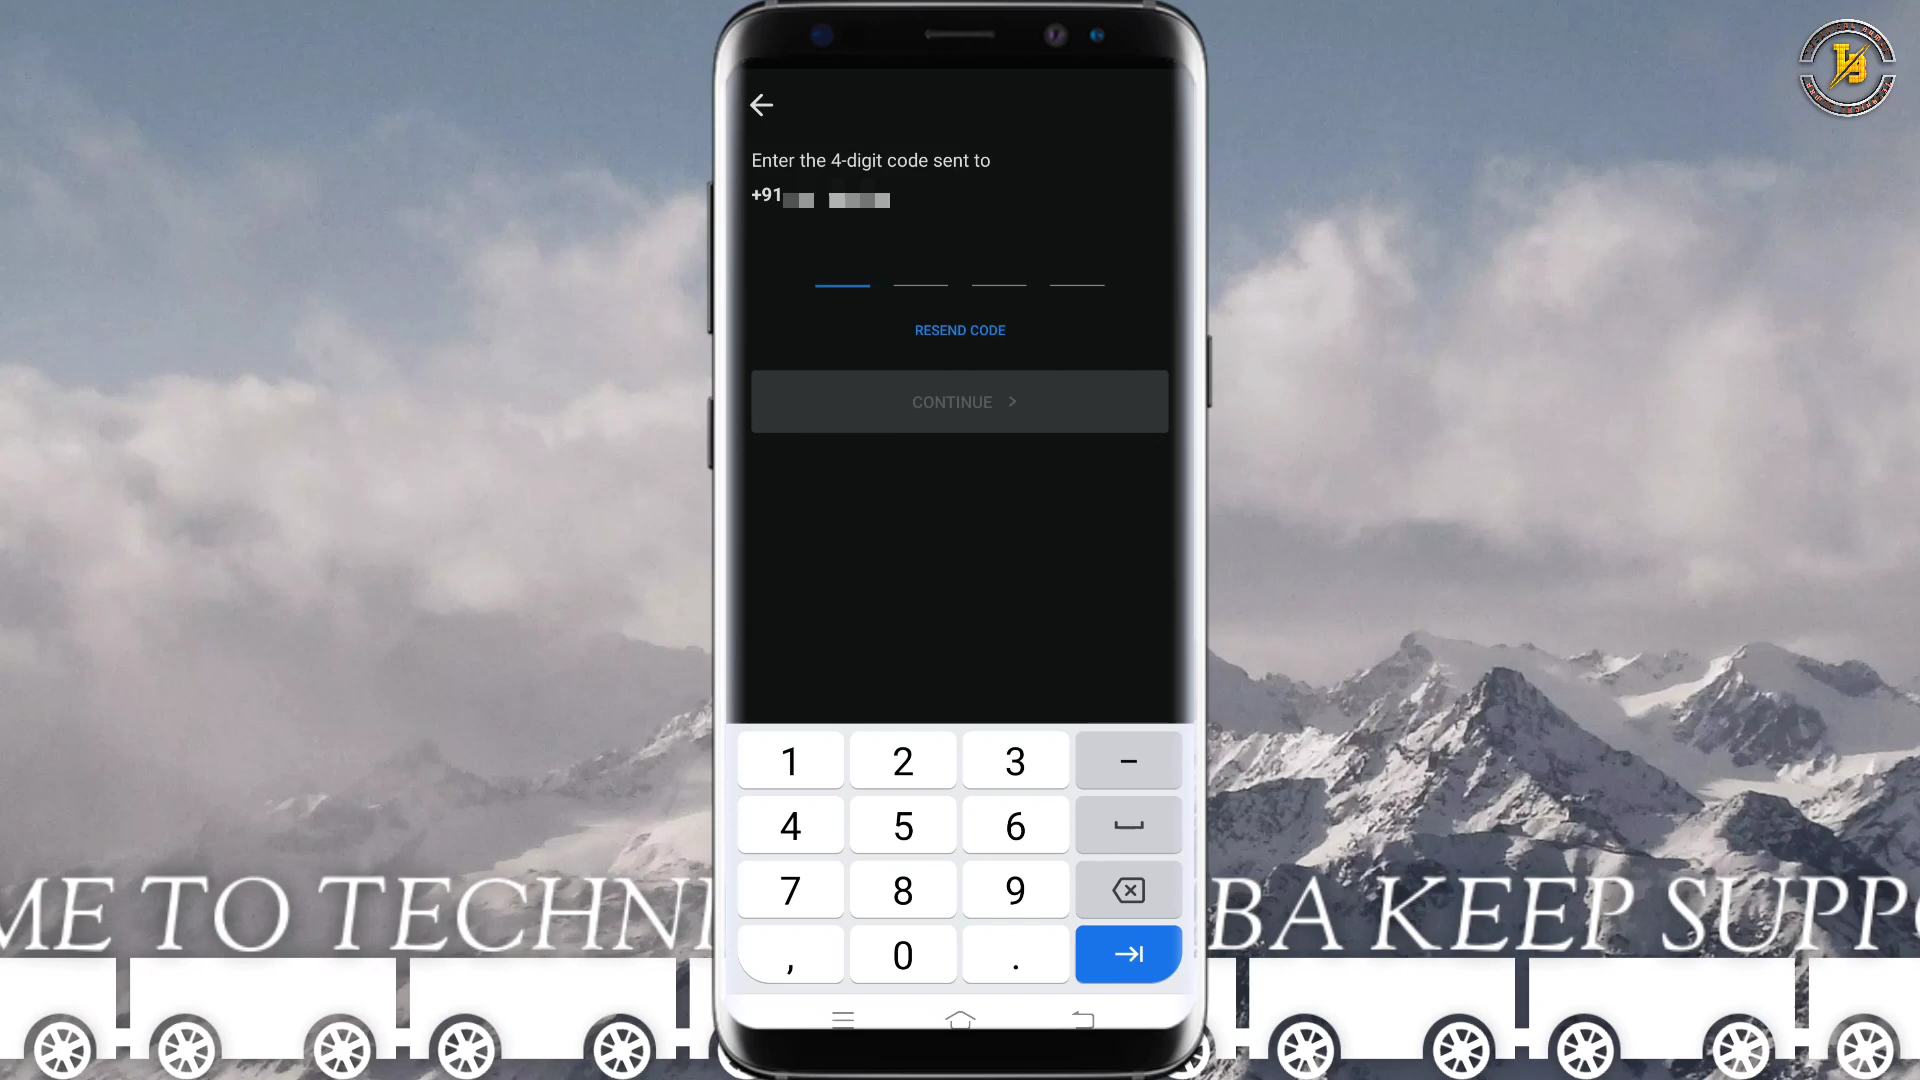 Enter the 4-digit code sent to
+91
RESEND CODE
CONTINUE >
1 2 3 –
4 5 6
7 8 9
, 0 .
ME TO TECHNI BA KEEP SUPP